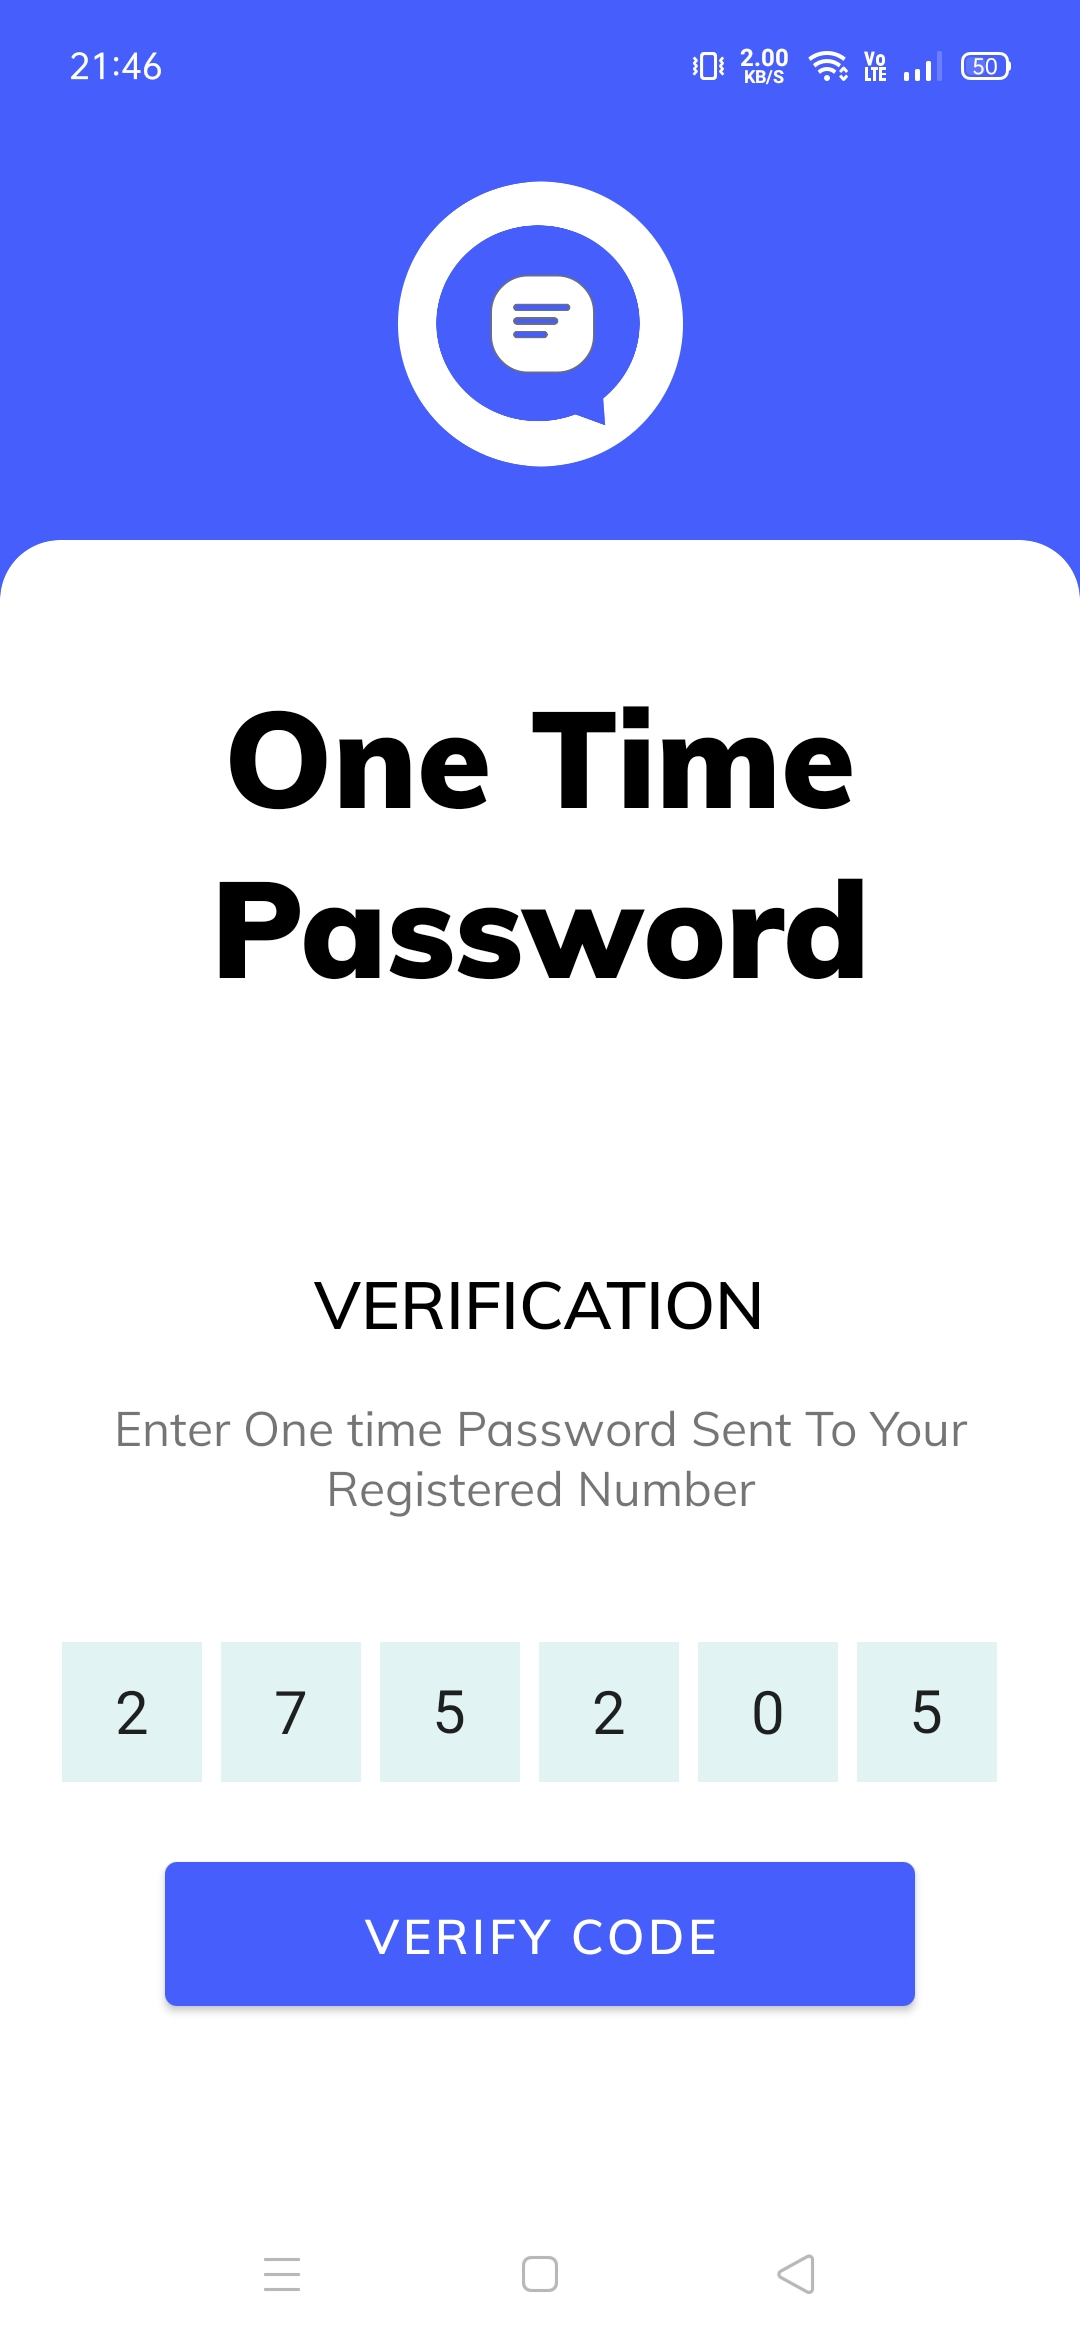 21:46
2.00
KB/S
Vo
LTE
50
One Time
Password
VERIFICATION
Enter One time Password Sent To Your
Registered Number
2 7 5 2 0 5
VERIFY CODE